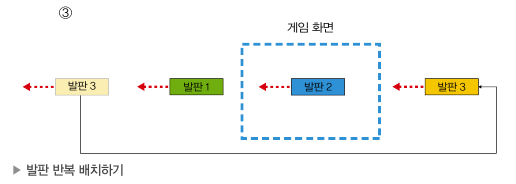 ③
게임 화면
발판 3 발판 1 발판 2 발판 3
▶ 발판 반복 배치하기